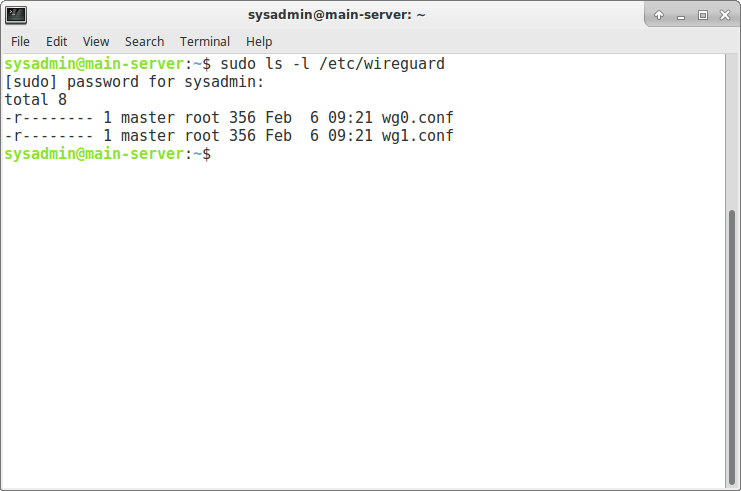 sysadmin@main-server: ~
File Edit View Search Terminal Help
sysadmin@main-server:~$ sudo ls -l /etc/wireguard
[sudo] password for sysadmin:
total 8
-r-------- 1 master root 356 Feb  6 09:21 wg0.conf
-r-------- 1 master root 356 Feb  6 09:21 wg1.conf
sysadmin@main-server:~$